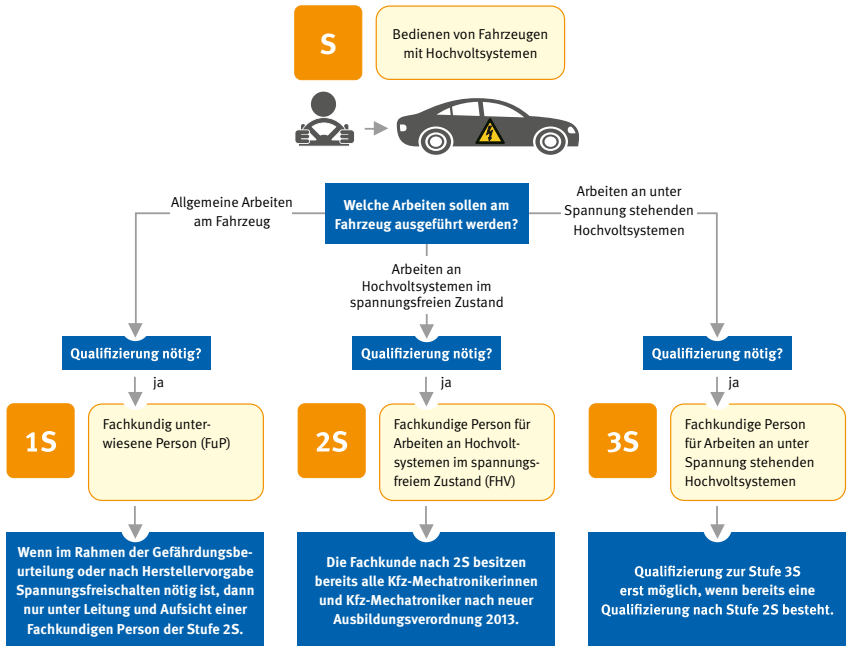 S
Bedienen von Fahrzeugen
mit Hochvoltsystemen
Allgemeine Arbeiten
am Fahrzeug
Welche Arbeiten sollen am
Fahrzeug ausgeführt werden?
Arbeiten an unter
Spannung stehenden
Hochvoltsystemen
Arbeiten an
Hochvoltsystemen im
spannungsfreien Zustand
Qualifizierung nötig?
Qualifizierung nötig?
Qualifizierung nötig?
ja
ja
ja
1S
Fachkundig unter-
wiesene Person (FuP)
2S
Fachkundige Person für
Arbeiten an Hochvolt-
systemen im spannungs-
freiem Zustand (FHV)
3S
Fachkundige Person
für Arbeiten an unter
Spannung stehenden
Hochvoltsystemen
Wenn im Rahmen der Gefährdungsbe-
urteilung oder nach Herstellervorgabe
Spannungsfreischalten nötig ist, dann
nur unter Leitung und Aufsicht einer
Fachkundigen Person der Stufe 2S.
Die Fachkunde nach 2S besitzen
bereits alle Kfz-Mechatronikerinnen
und Kfz-Mechatroniker nach neuer
Ausbildungsverordnung 2013.
Qualifizierung zur Stufe 3S
erst möglich, wenn bereits eine
Qualifizierung nach Stufe 2S besteht.